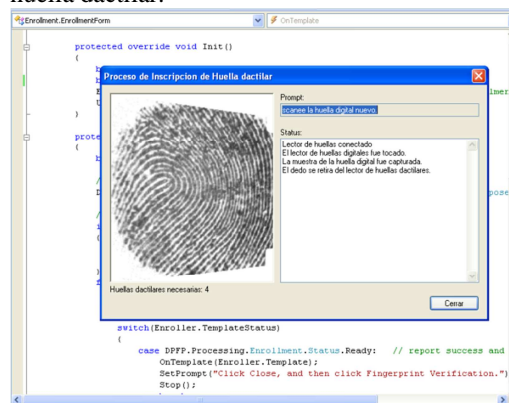 huella dactilar.
Enrollment.EnrollmentForm OnTemplate
protected override void Init()
{
Proceso de Inscripcion de Huella dactilar
Prompt:
scanee la huella digital nuevo.
Status:
Lector de huellas conectado
El lector de huellas digitales fue tocado.
La muestra de la huella digital fue capturada.
El dedo se retira del lector de huellas dactilares.
Huellas dactilares necesarias: 4
Cerrar
}
prote
{
switch(Enroller.TemplateStatus)
{
case DPFP.Processing.Enrollment.Status.Ready: // report success and
OnTemplate(Enroller.Template);
SetPrompt("Click Close, and then click Fingerprint Verification.")
Stop();